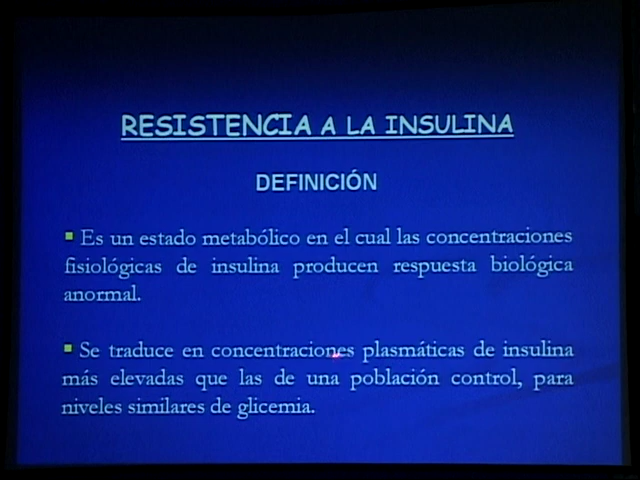 RESISTENCIA A LA INSULINA
DEFINICIÓN
▪ Es un estado metabólico en el cual las concentraciones
fisiológicas de insulina producen respuesta biológica
anormal.
▪ Se traduce en concentraciones plasmáticas de insulina
más elevadas que las de una población control, para
niveles similares de glicemia.